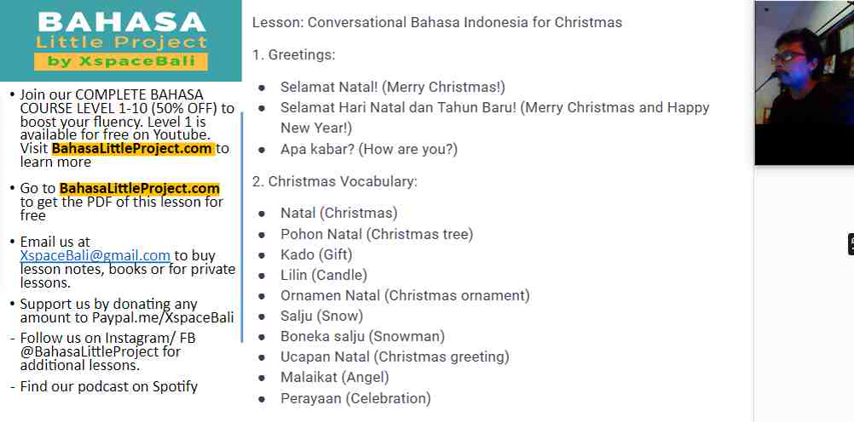 BAHASA
Little Project
by XspaceBali
• Join our COMPLETE BAHASA
COURSE LEVEL 1-10 (50% OFF) to
boost your fluency. Level 1 is
available for free on Youtube.
Visit BahasaLittleProject.com to
learn more
• Go to BahasaLittleProject.com
to get the PDF of this lesson for
free
• Email us at
XspaceBali@gmail.com to buy
lesson notes, books or for private
lessons.
• Support us by donating any
amount to Paypal.me/XspaceBali
- Follow us on Instagram/ FB
@BahasaLittleProject for
additional lessons.
- Find our podcast on Spotify
Lesson: Conversational Bahasa Indonesia for Christmas
1. Greetings:
● Selamat Natal! (Merry Christmas!)
● Selamat Hari Natal dan Tahun Baru! (Merry Christmas and Happy
New Year!)
● Apa kabar? (How are you?)
2. Christmas Vocabulary:
● Natal (Christmas)
● Pohon Natal (Christmas tree)
● Kado (Gift)
● Lilin (Candle)
● Ornamen Natal (Christmas ornament)
● Salju (Snow)
● Boneka salju (Snowman)
● Ucapan Natal (Christmas greeting)
● Malaikat (Angel)
● Perayaan (Celebration)